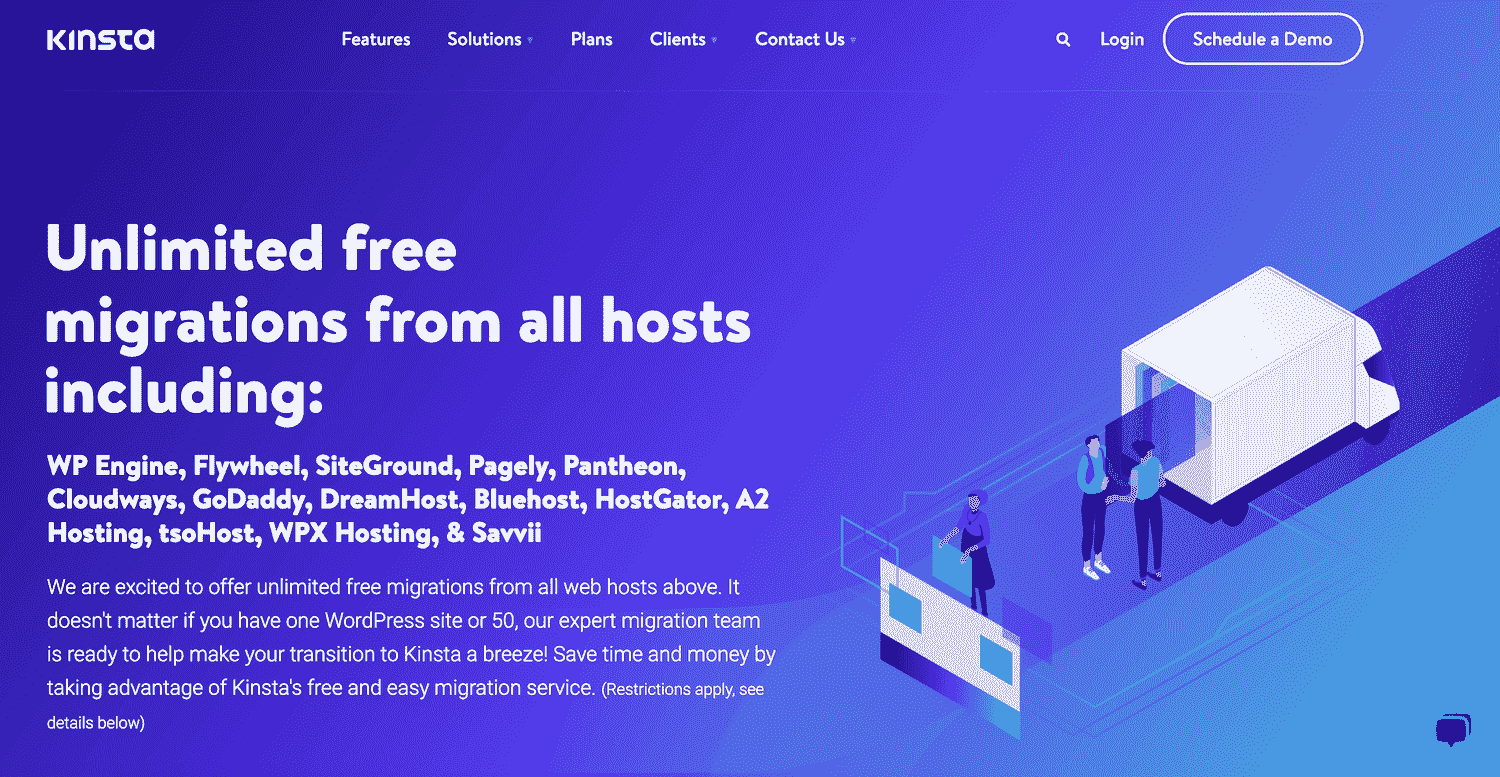 Kinsta
Features Solutions Plans Clients Contact Us Login Schedule a Demo
Unlimited free
migrations from all hosts
including:
WP Engine, Flywheel, SiteGround, Pagely, Pantheon,
Cloudways, GoDaddy, DreamHost, Bluehost, HostGator, A2
Hosting, tsoHost, WPX Hosting, & Savvii
We are excited to offer unlimited free migrations from all web hosts above. It
doesn't matter if you have one WordPress site or 50, our expert migration team
is ready to help make your transition to Kinsta a breeze! Save time and money by
taking advantage of Kinsta's free and easy migration service. (Restrictions apply, see
details below)